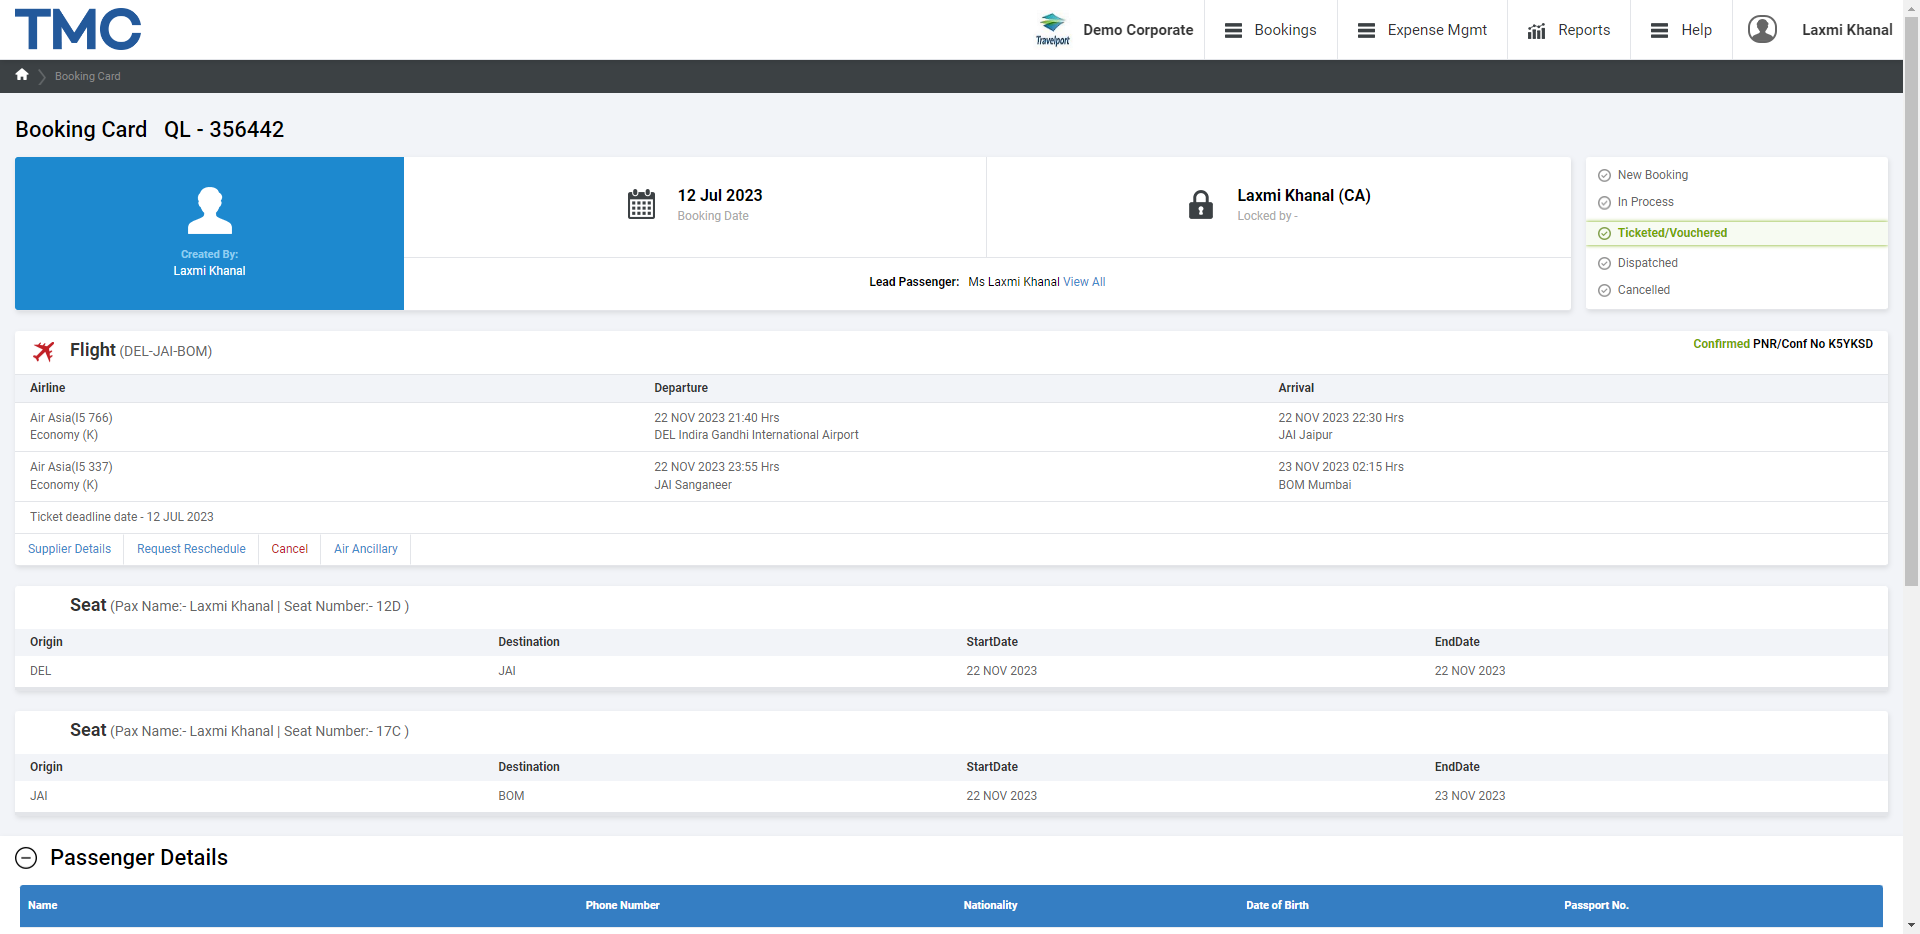 TMC
Travelport
Demo Corporate
Bookings
Expense Mgmt
Reports
Help
Laxmi Khanal
Booking Card
Booking Card QL - 356442
Created By:
Laxmi Khanal
12 Jul 2023
Booking Date
Laxmi Khanal (CA)
Locked by -
Lead Passenger: Ms Laxmi Khanal View All
New Booking
In Process
Ticketed/Vouchered
Dispatched
Cancelled
Flight (DEL-JAI-BOM)
Confirmed PNR/Conf No K5YKSD
Airline Departure Arrival
Air Asia(I5 766) 22 NOV 2023 21:40 Hrs 22 NOV 2023 22:30 Hrs
Economy (K) DEL Indira Gandhi International Airport JAI Jaipur
Air Asia(I5 337) 22 NOV 2023 23:55 Hrs 23 NOV 2023 02:15 Hrs
Economy (K) JAI Sanganeer BOM Mumbai
Ticket deadline date - 12 JUL 2023
Supplier Details Request Reschedule Cancel Air Ancillary
Seat (Pax Name:- Laxmi Khanal | Seat Number:- 12D )
Origin Destination StartDate EndDate
DEL JAI 22 NOV 2023 22 NOV 2023
Seat (Pax Name:- Laxmi Khanal | Seat Number:- 17C )
Origin Destination StartDate EndDate
JAI BOM 22 NOV 2023 23 NOV 2023
Passenger Details
Name Phone Number Nationality Date of Birth Passport No.